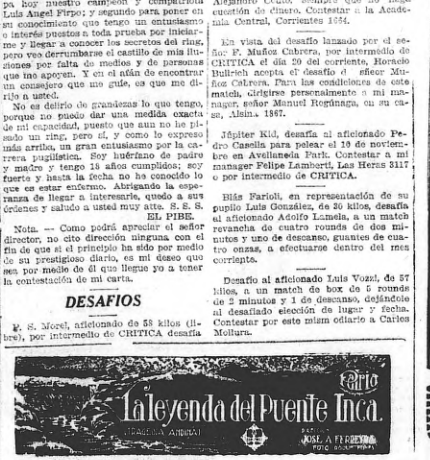 pa hoy nuestro campeón y compatriota
Luis Angel Firpo; y segundo para poner en
su conocimiento que tengo un entusiasmo
e interés puestos a toda prueba por iniciar-
me y llegar a conocer los secretos del ring,
pero veo derrumbarse el castillo de mis ilu-
siones por falta de medios y de personas
que me apoyen. Y en el afán de encontrar
un consejero que me guíe, es que me di-
rijo a usted.
No es delirio de grandezas lo que tengo,
porque no puedo dar una medida exacta
de mi capacidad, puesto que aun no he pi-
sado un ring, pero sí, y como lo expreso
más arriba, un gran entusiasmo por la ca-
rrera pugilística. Soy huérfano de padre
y madre y tengo 18 años cumplidos; soy
fuerte y hasta la fecha no he conocido lo
que es estar enfermo. Abrigando la espe-
ranza de llegar a interesarle, quedo a sus
órdenes y saludo a usted muy atte. S. E. S.
EL PIBE.
Nota. — Como podrá apreciar el señor
director, no cito dirección ninguna con el
fin de que si el principio ha sido por medio
de su prestigioso diario, es mi deseo que
sea por medio de él que llegue yo a tener
la contestación de mi carta.
DESAFIOS
F. S. Morel, aficionado de 58 kilos (li-
bre), por intermedio de CRITICA desafía
cuestión de dinero. Contestar a la Acade-
mia Central, Corrientes 1664.
En vista del desafío lanzado por el se-
ñor F. Muñoz Cabrera, por intermedio de
CRITICA el día 20 del corriente, Horacio
Bullrich acepta el desafío d señor Mu-
ñoz Cabrera. Para las condiciones de este
match, dirigirse personalmente a mi ma-
nager, señor Manuel Regúnaga, en su ca-
sa, Alsina 1867.
Júpiter Kid, desafía al aficionado Pe-
dro Casella para pelear el 10 de noviem-
bre en Avellaneda Park. Contestar a mi
manager Felipe Lamberti, Las Heras 3117
o por intermedio de CRITICA.
Blás Farioli, en representación de su
pupilo Luis González, de 30 kilos, desafía
al aficionado Adolfo Lamela, a un match
revancha de cuatro rounds de dos mi-
nutos y uno de descanso, guantes de cua-
tro onzas, a efectuarse dentro del mes
corriente.
Desafío al aficionado Luis Vozzi, de 57
kilos, a un match de box de 5 rounds
de 2 minutos y 1 de descanso, dejándole
al desafiado elección de lugar y fecha.
Contestar por este mismo diario a Carlos
Mollura.
La leyenda del Puente Inca.
(TRAGEDIA ANDINA)
JOSE A. FERREYRA